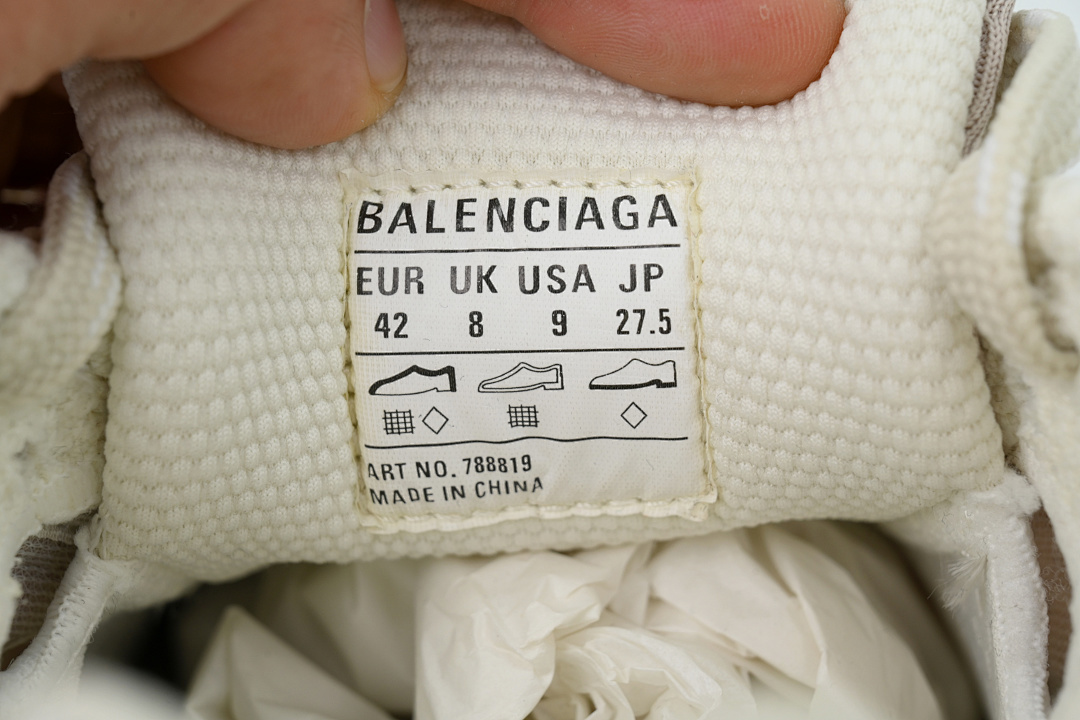 BALENCIAGA
EUR UK USA JP
42 8 9 27.5
ART NO. 788819
MADE IN CHINA